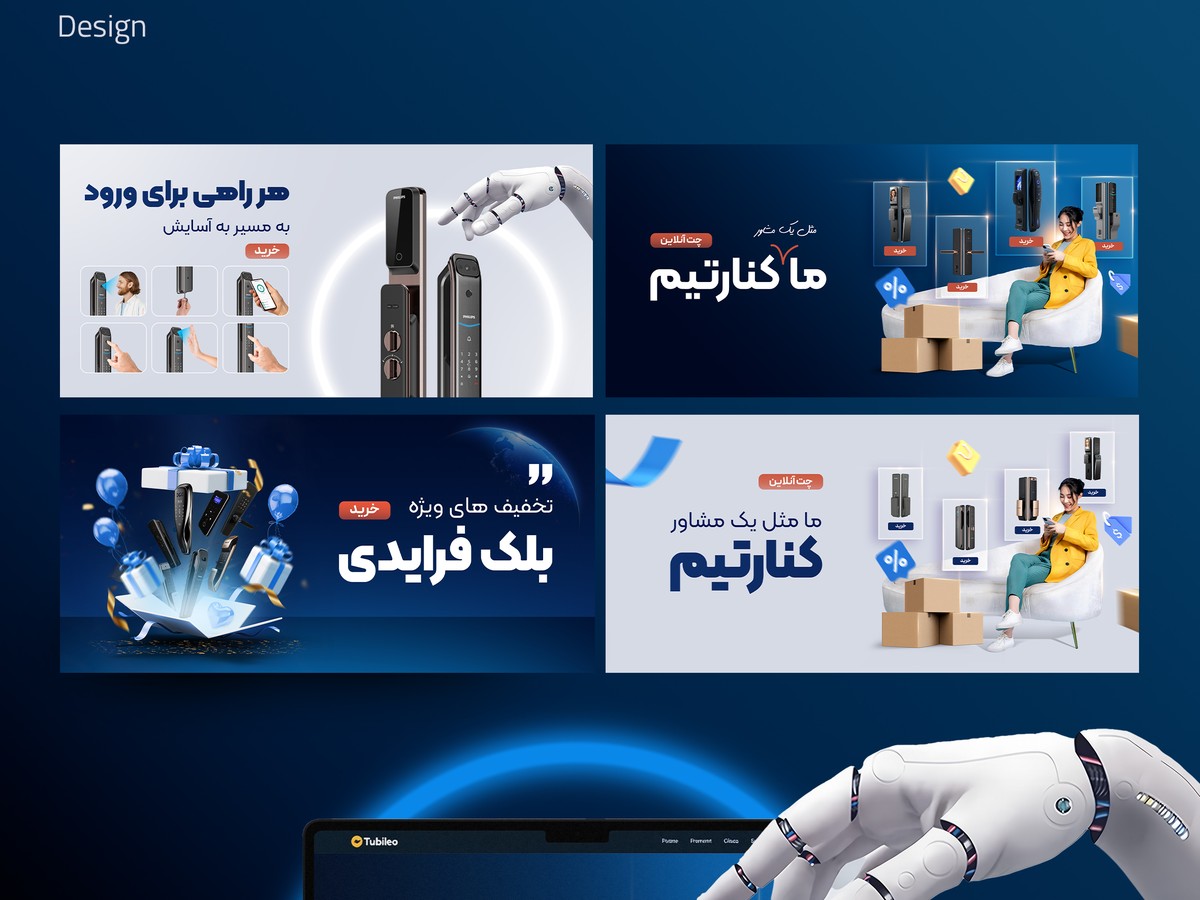 Design
هر راهی برای ورود
به مسیر به آسایش
خرید
PHILIPS
PHILIPS
چت آنلاین
مثل یک مشاور
ما کنارتیم
خرید
خرید
خرید
خرید
تخفیف های ویژه
خرید
بلک فرایدی
چت آنلاین
ما مثل یک مشاور
کنارتیم
خرید
خرید
خرید
خرید
Tubileo